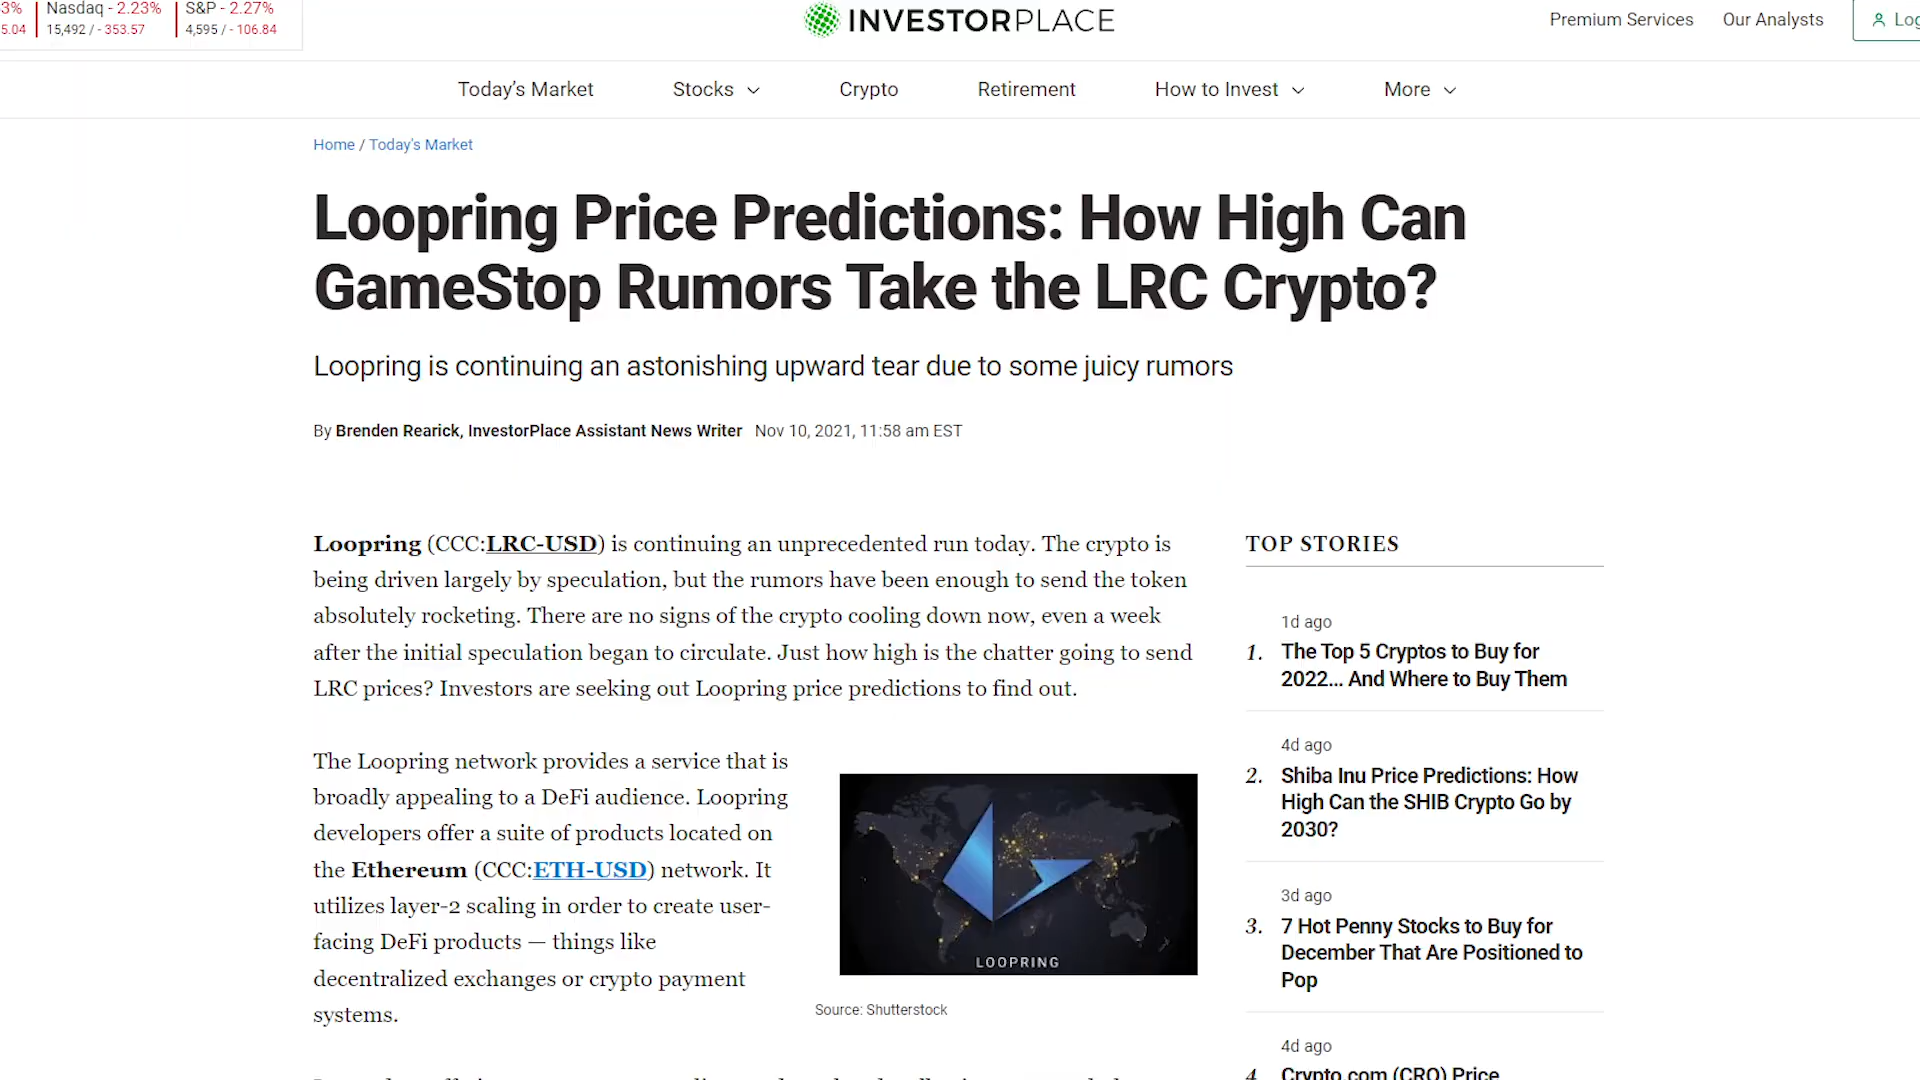 3% Nasdaq - 2.23% S&P - 2.27%
5.04 15,492 / - 353.57 4,595 / - 106.84
INVESTORPLACE
Premium Services Our Analysts Log
Today's Market Stocks Crypto Retirement How to Invest More
Home / Today's Market
Loopring Price Predictions: How High Can
GameStop Rumors Take the LRC Crypto?
Loopring is continuing an astonishing upward tear due to some juicy rumors
By Brenden Rearick, InvestorPlace Assistant News Writer Nov 10, 2021, 11:58 am EST
Loopring (CCC:LRC-USD) is continuing an unprecedented run today. The crypto is
being driven largely by speculation, but the rumors have been enough to send the token
absolutely rocketing. There are no signs of the crypto cooling down now, even a week
after the initial speculation began to circulate. Just how high is the chatter going to send
LRC prices? Investors are seeking out Loopring price predictions to find out.
The Loopring network provides a service that is
broadly appealing to a DeFi audience. Loopring
developers offer a suite of products located on
the Ethereum (CCC:ETH-USD) network. It
utilizes layer-2 scaling in order to create user-
facing DeFi products — things like
decentralized exchanges or crypto payment
systems.
LOOPRING
Source: Shutterstock
TOP STORIES
1d ago
1. The Top 5 Cryptos to Buy for
2022... And Where to Buy Them
4d ago
2. Shiba Inu Price Predictions: How
High Can the SHIB Crypto Go by
2030?
3d ago
3. 7 Hot Penny Stocks to Buy for
December That Are Positioned to
Pop
4d ago
4. Crypto.com (CRO) Price